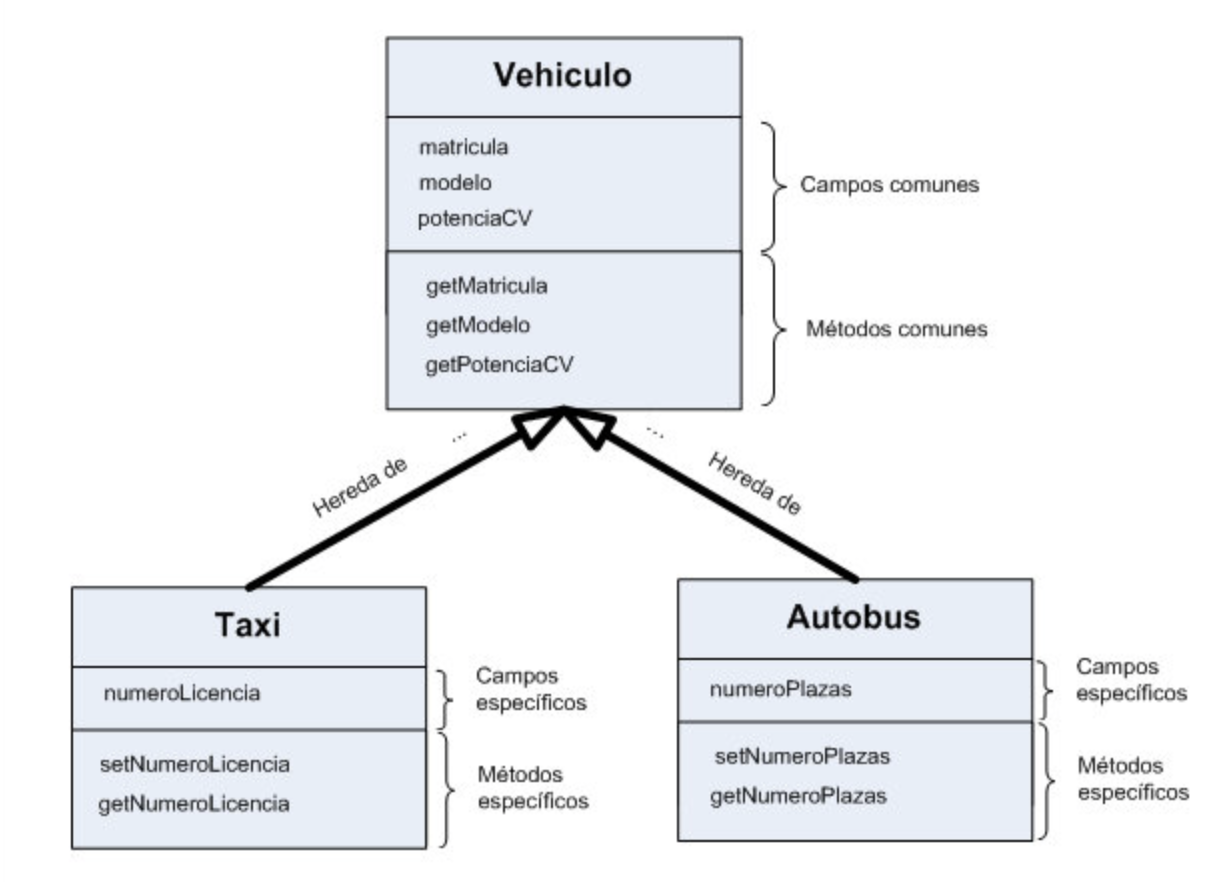 Vehiculo
matricula
modelo
potenciaCV
Campos comunes
getMatricula
getModelo
getPotenciaCV
Métodos comunes
...
...
Hereda de
Hereda de
Taxi
numeroLicencia
Campos
específicos
setNumeroLicencia
getNumeroLicencia
Métodos
específicos
Autobus
numeroPlazas
Campos
específicos
setNumeroPlazas
getNumeroPlazas
Métodos
específicos